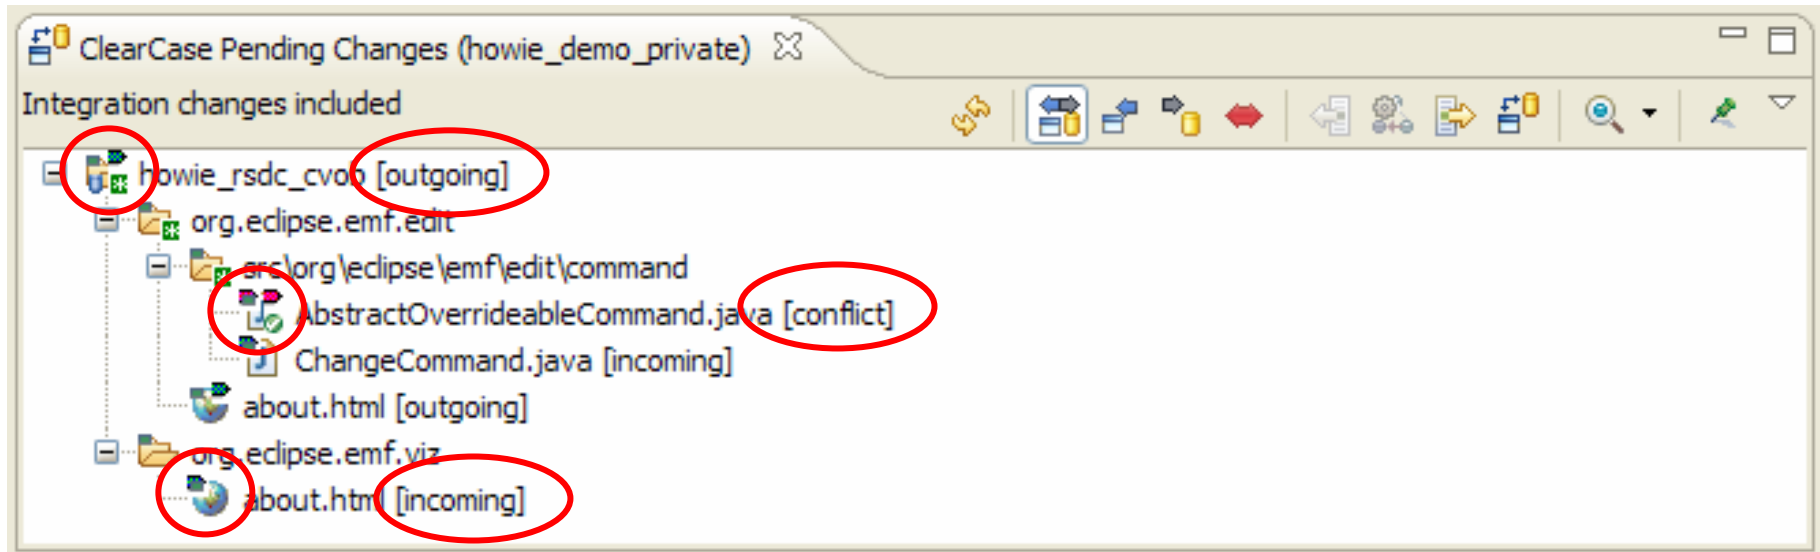 ClearCase Pending Changes (howie_demo_private)
Integration changes included
howie_rsdc_cvob [outgoing]
org.eclipse.emf.edit
src\org\eclipse\emf\edit\command
AbstractOverrideableCommand.java [conflict]
ChangeCommand.java [incoming]
about.html [outgoing]
org.eclipse.emf.viz
about.html [incoming]